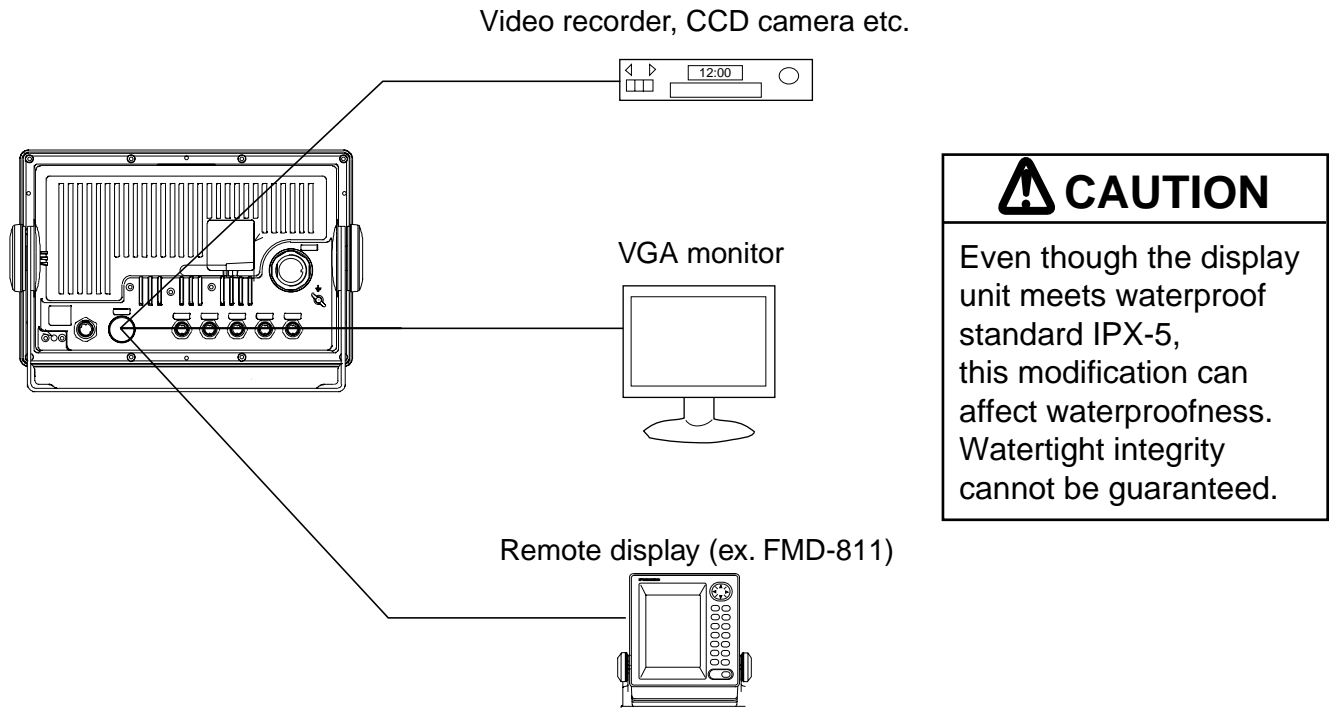 Video recorder, CCD camera etc.
12:00
VGA monitor
Remote display (ex. FMD-811)
CAUTION
Even though the display
unit meets waterproof
standard IPX-5,
this modification can
affect waterproofness.
Watertight integrity
cannot be guaranteed.